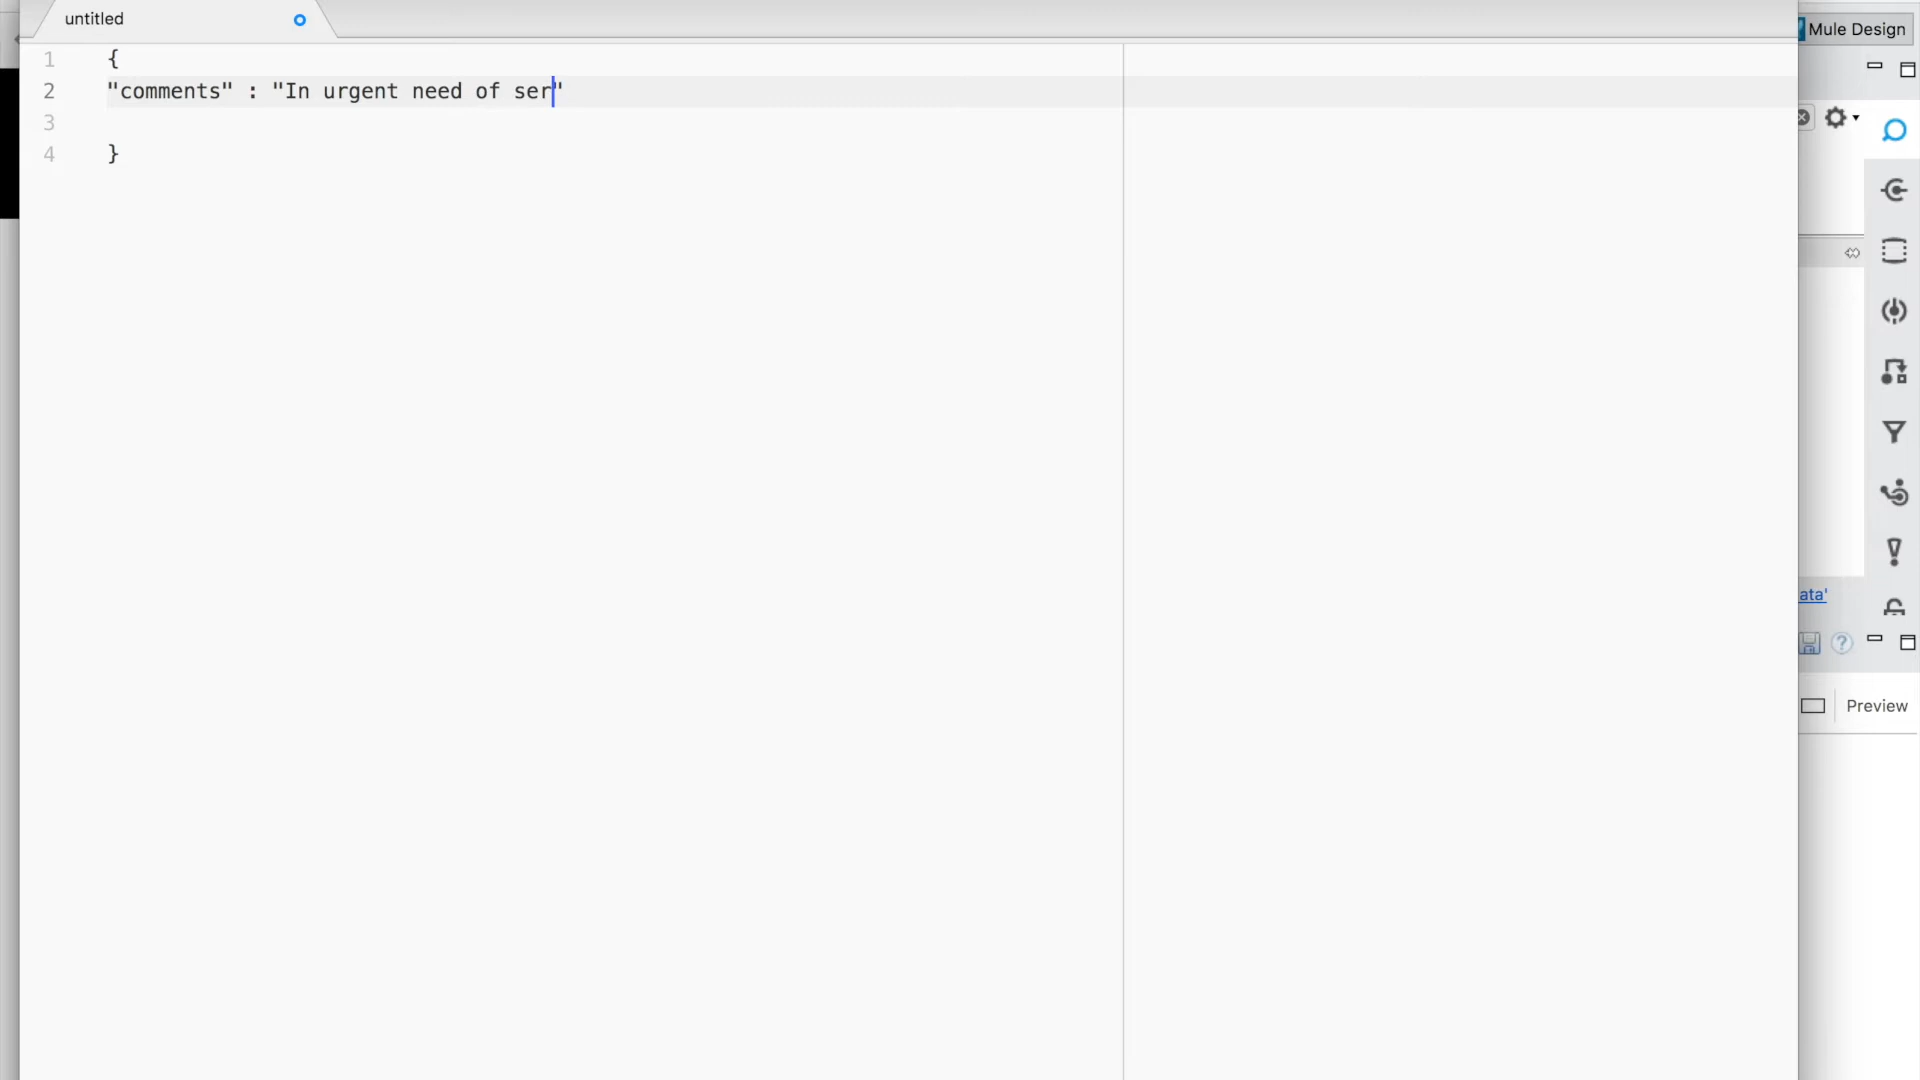 untitled
Mule Design
1 {
2 "comments" : "In urgent need of ser"
3
4 }
ata'
Preview